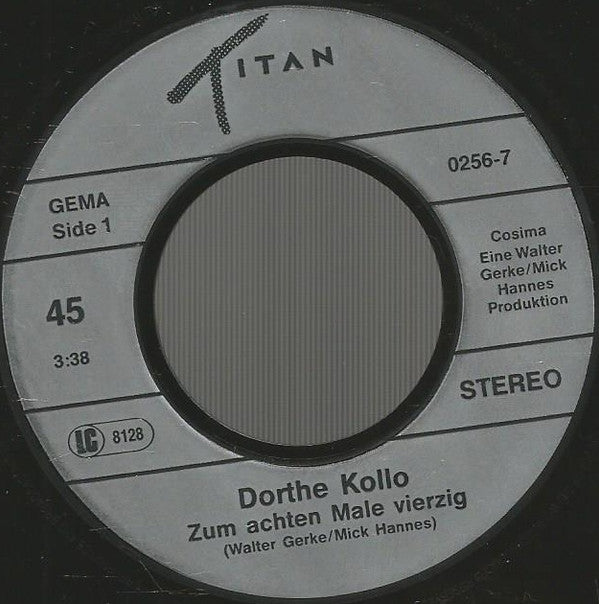 TITAN
0256-7
GEMA
Side 1
Cosima
Eine Walter
Gerke/Mick
Hannes
Produktion
45
3:38
STEREO
LC 8128
Dorthe Kollo
Zum achten Male vierzig
(Walter Gerke/Mick Hannes)